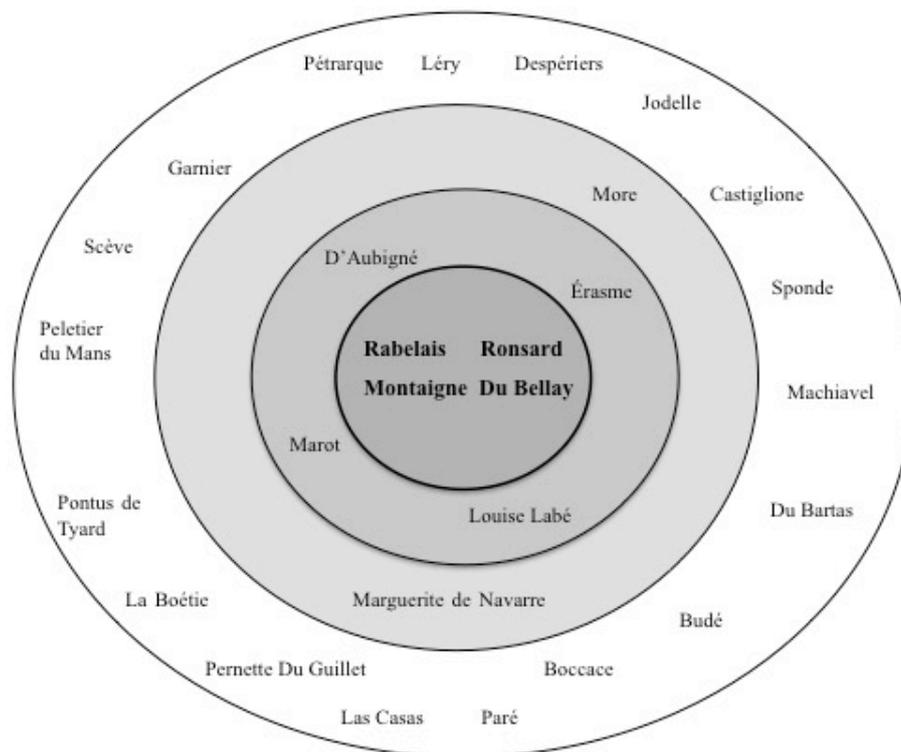 Pétrarque Léry Despériers
Jodelle
Garnier
More Castiglione
Scève
D'Aubigné
Érasme Sponde
Peletier
du Mans
Rabelais Ronsard
Montaigne Du Bellay
Machiavel
Marot
Pontus de
Tyard
Louise Labé Du Bartas
La Boétie Marguerite de Navarre
Budé
Pernette Du Guillet Boccace
Las Casas Paré